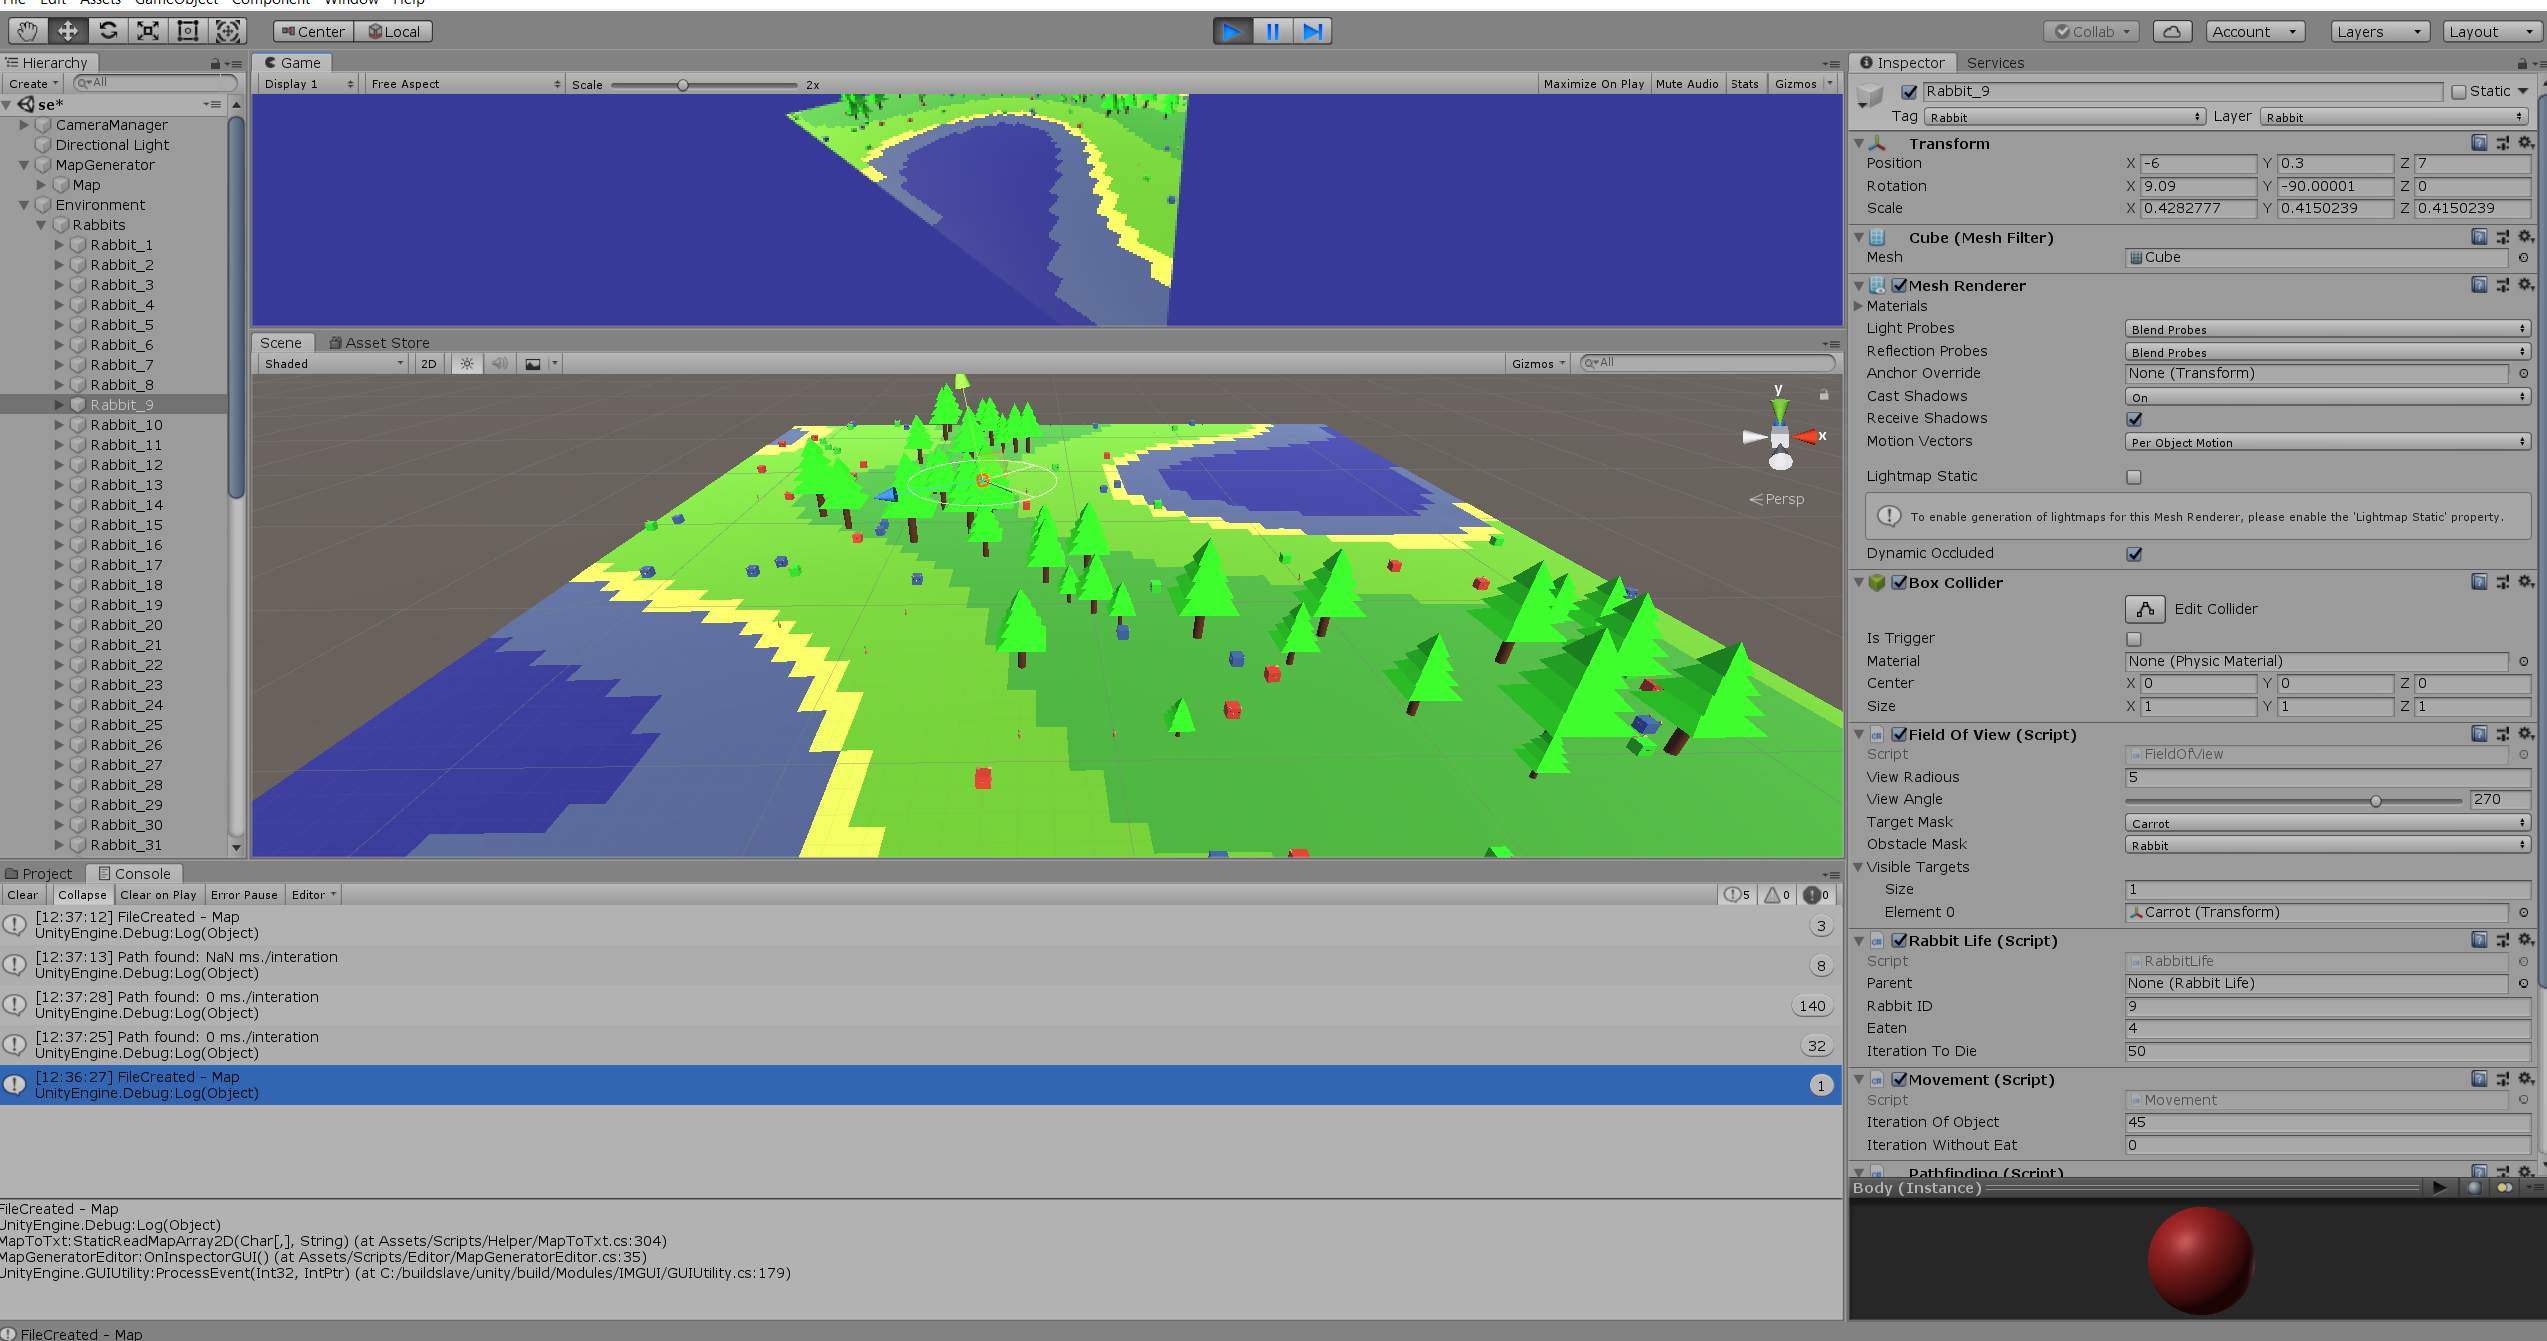 File Edit Assets GameObject Component Window Help
Center Local
Collab Account Layers Layout
Hierarchy
Create All
se*
CameraManager
Directional Light
MapGenerator
Map
Environment
Rabbits
Rabbit_1
Rabbit_2
Rabbit_3
Rabbit_4
Rabbit_5
Rabbit_6
Rabbit_7
Rabbit_8
Rabbit_9
Rabbit_10
Rabbit_11
Rabbit_12
Rabbit_13
Rabbit_14
Rabbit_15
Rabbit_16
Rabbit_17
Rabbit_18
Rabbit_19
Rabbit_20
Rabbit_21
Rabbit_22
Rabbit_23
Rabbit_24
Rabbit_25
Rabbit_26
Rabbit_27
Rabbit_28
Rabbit_29
Rabbit_30
Rabbit_31
Game
Display 1 Free Aspect Scale 2x Maximize On Play Mute Audio Stats Gizmos
Scene Asset Store
Shaded 2D Gizmos All
y
x
Persp
Project Console
Clear Collapse Clear on Play Error Pause Editor 5 0 0
[12:37:12] FileCreated - Map
UnityEngine.Debug:Log(Object)
3
[12:37:13] Path found: NaN ms./interation
UnityEngine.Debug:Log(Object)
8
[12:37:28] Path found: 0 ms./interation
UnityEngine.Debug:Log(Object)
140
[12:37:25] Path found: 0 ms./interation
UnityEngine.Debug:Log(Object)
32
[12:36:27] FileCreated - Map
UnityEngine.Debug:Log(Object)
1
FileCreated - Map
UnityEngine.Debug:Log(Object)
MapToTxt:StaticReadMapArray2D(Char[,], String) (at Assets/Scripts/Helper/MapToTxt.cs:304)
MapGeneratorEditor:OnInspectorGUI() (at Assets/Scripts/Editor/MapGeneratorEditor.cs:35)
UnityEngine.GUIUtility:ProcessEvent(Int32, IntPtr) (at C:/buildslave/unity/build/Modules/IMGUI/GUIUtility.cs:179)
FileCreated - Map
Inspector Services
Rabbit_9 Static
Tag Rabbit Layer Rabbit
Transform
Position X -6 Y 0.3 Z 7
Rotation X 9.09 Y -90.00001 Z 0
Scale X 0.4282777 Y 0.4150239 Z 0.4150239
Cube (Mesh Filter)
Mesh Cube
Mesh Renderer
Materials
Light Probes Blend Probes
Reflection Probes Blend Probes
Anchor Override None (Transform)
Cast Shadows On
Receive Shadows
Motion Vectors Per Object Motion
Lightmap Static
To enable generation of lightmaps for this Mesh Renderer, please enable the 'Lightmap Static' property.
Dynamic Occluded
Box Collider
Edit Collider
Is Trigger
Material None (Physic Material)
Center X 0 Y 0 Z 0
Size X 1 Y 1 Z 1
Field Of View (Script)
Script FieldOfView
View Radious 5
View Angle 270
Target Mask Carrot
Obstacle Mask Rabbit
Visible Targets
Size 1
Element 0 Carrot (Transform)
Rabbit Life (Script)
Script RabbitLife
Parent None (Rabbit Life)
Rabbit ID 9
Eaten 4
Iteration To Die 50
Movement (Script)
Script Movement
Iteration Of Object 45
Iteration Without Eat 0
Pathfinding (Script)
Body (Instance)